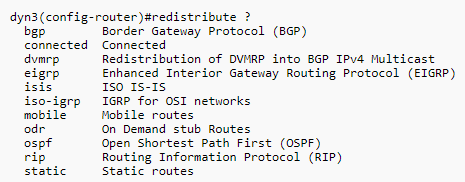 dyn3(config-router)#redistribute ?
bgp Border Gateway Protocol (BGP)
connected Connected
dvmrp Redistribution of DVMRP into BGP IPv4 Multicast
eigrp Enhanced Interior Gateway Routing Protocol (EIGRP)
isis ISO IS-IS
iso-igrp IGRP for OSI networks
mobile Mobile routes
odr On Demand stub Routes
ospf Open Shortest Path First (OSPF)
rip Routing Information Protocol (RIP)
static Static routes